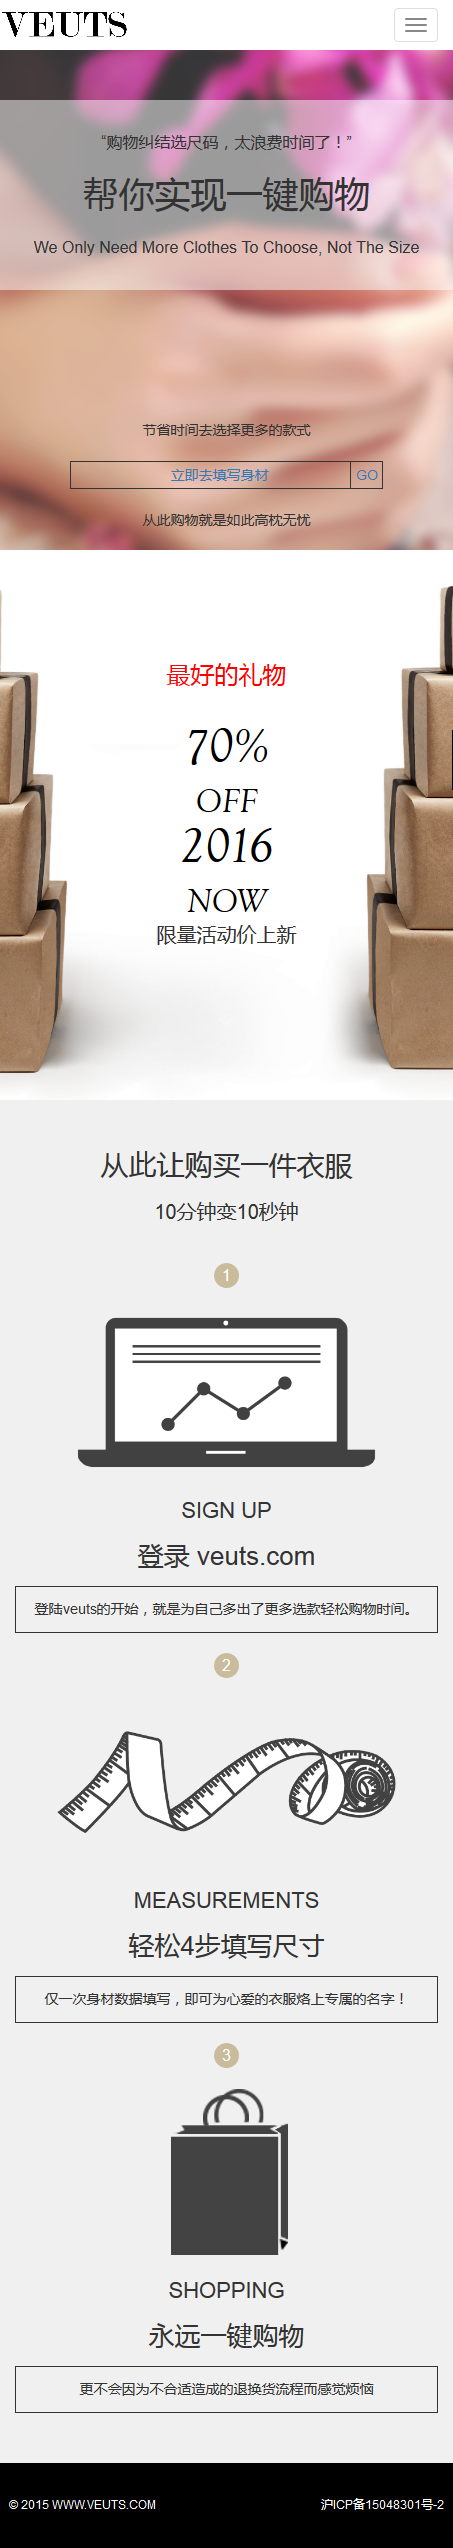 VEUTS
“购物纠结选尺码，太浪费时间了！”
帮你实现一键购物
We Only Need More Clothes To Choose, Not The Size
节省时间去选择更多的款式
立即去填写身材 GO
从此购物就是如此高枕无忧
最好的礼物
70%
OFF
2016
NOW
限量活动价上新
从此让购买一件衣服
10分钟变10秒钟
1
SIGN UP
登录 veuts.com
登陆veuts的开始，就是为自己多出了更多选款轻松购物时间。
2
MEASUREMENTS
轻松4步填写尺寸
仅一次身材数据填写，即可为心爱的衣服烙上专属的名字！
3
SHOPPING
永远一键购物
更不会因为不合适造成的退换货流程而感觉烦恼
© 2015 WWW.VEUTS.COM 沪ICP备15048301号-2